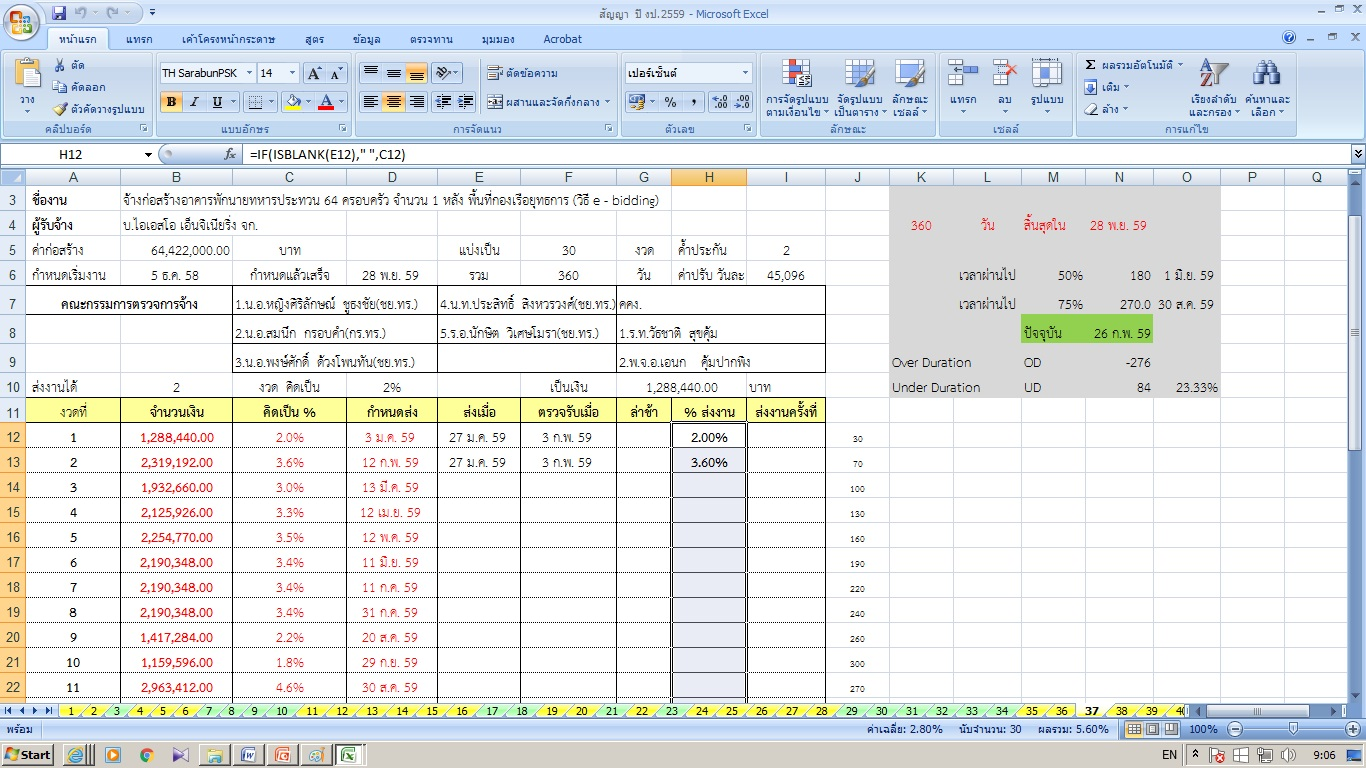 สัญญา ปี งป.2559 - Microsoft Excel
หน้าแรก แทรก เค้าโครงหน้ากระดาษ สูตร ข้อมูล ตรวจทาน มุมมอง Acrobat
วาง ตัด คัดลอก ตัวคัดวางรูปแบบ คลิปบอร์ด
TH SarabunPSK 14 B I U แบบอักษร
ตัดข้อความ ผสานและจัดกึ่งกลาง การจัดแนว
เปอร์เซ็นต์ % ตัวเลข
การจัดรูปแบบตามเงื่อนไข จัดรูปแบบเป็นตาราง ลักษณะเซลล์ ลักษณะ
แทรก ลบ รูปแบบ เซลล์
Σ ผลรวมอัตโนมัติ เติม ล้าง เรียงลำดับและกรอง ค้นหาและเลือก การแก้ไข
H12 fx =IF(ISBLANK(E12)," ",C12)
A B C D E F G H I J K L M N O P Q
3 ชื่องาน จ้างก่อสร้างอาคารพักนายทหารประทวน 64 ครอบครัว จำนวน 1 หลัง พื้นที่กองเรือยุทธการ (วิธี e - bidding)
4 ผู้รับจ้าง บ.ไอเอสโอ เอ็นจิเนียริ่ง จก. 360 วัน สิ้นสุดใน 28 พ.ย. 59
5 ค่าก่อสร้าง 64,422,000.00 บาท แบ่งเป็น 30 งวด ค้ำประกัน 2
6 กำหนดเริ่มงาน 5 ธ.ค. 58 กำหนดแล้วเสร็จ 28 พ.ย. 59 รวม 360 วัน ค่าปรับ วันละ 45,096 เวลาผ่านไป 50% 180 1 มิ.ย. 59
7 คณะกรรมการตรวจการจ้าง 1.น.อ.หญิงศิริลักษณ์ ชูธงชัย(ชย.ทร.) 4.น.ท.ประสิทธิ์ สิงหวรวงศ์(ชย.ทร.) คคง. เวลาผ่านไป 75% 270.0 30 ส.ค. 59
8 2.น.อ.สมนึก กรอบคำ(กร.ทร.) 5.ร.อ.นักษิต วิเศษโมรา(ชย.ทร.) 1.ร.ท.วัธชาติ สุขคุ้ม ปัจจุบัน 26 ก.พ. 59
9 3.น.อ.พงษ์ศักดิ์ ด้วงโพนทัน(ชย.ทร.) 2.พ.จ.อ.เอนก คุ้มปากพิง Over Duration OD -276
10 ส่งงานได้ 2 งวด คิดเป็น 2% เป็นเงิน 1,288,440.00 บาท Under Duration UD 84 23.33%
11 งวดที่ จำนวนเงิน คิดเป็น % กำหนดส่ง ส่งเมื่อ ตรวจรับเมื่อ ล่าช้า % ส่งงาน ส่งงานครั้งที่
12 1 1,288,440.00 2.0% 3 ม.ค. 59 27 ม.ค. 59 3 ก.พ. 59 2.00% 30
13 2 2,319,192.00 3.6% 12 ก.พ. 59 27 ม.ค. 59 3 ก.พ. 59 3.60% 70
14 3 1,932,660.00 3.0% 13 มี.ค. 59 100
15 4 2,125,926.00 3.3% 12 เม.ย. 59 130
16 5 2,254,770.00 3.5% 12 พ.ค. 59 160
17 6 2,190,348.00 3.4% 11 มิ.ย. 59 190
18 7 2,190,348.00 3.4% 11 ก.ค. 59 220
19 8 2,190,348.00 3.4% 31 ก.ค. 59 240
20 9 1,417,284.00 2.2% 20 ส.ค. 59 260
21 10 1,159,596.00 1.8% 29 ก.ย. 59 300
22 11 2,963,412.00 4.6% 30 ส.ค. 59 270
1 2 3 4 5 6 7 8 9 10 11 12 13 14 15 16 17 18 19 20 21 22 23 24 25 26 27 28 29 30 31 32 33 34 35 36 37 38 39
พร้อม ค่าเฉลี่ย: 2.80% นับจำนวน: 30 ผลรวม: 5.60% 100%
Start EN 9:06